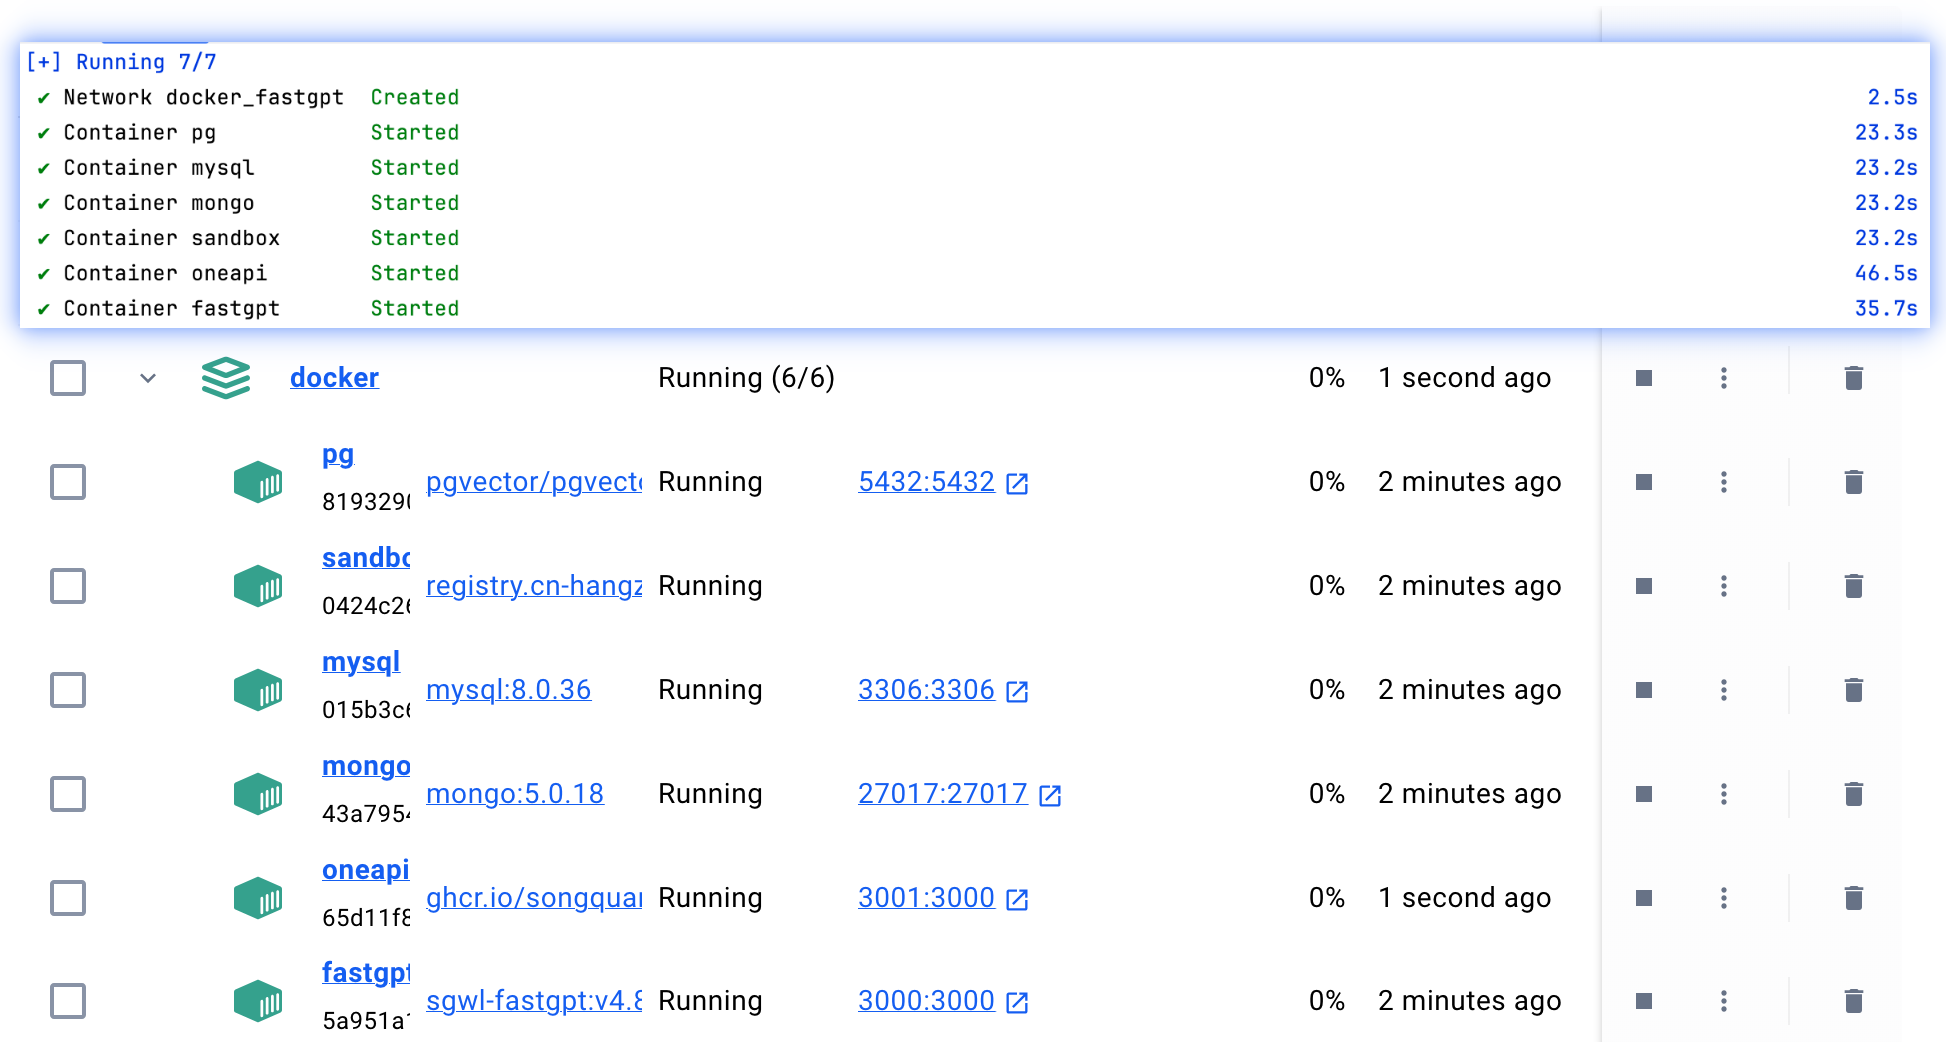 [+] Running 7/7
✔ Network docker_fastgpt Created 2.5s
✔ Container pg Started 23.3s
✔ Container mysql Started 23.2s
✔ Container mongo Started 23.2s
✔ Container sandbox Started 23.2s
✔ Container oneapi Started 46.5s
✔ Container fastgpt Started 35.7s
docker Running (6/6) 0% 1 second ago
pg
pgvector/pgvect Running 5432:5432 0% 2 minutes ago
8193290
sandbo
registry.cn-hangz Running 0% 2 minutes ago
0424c26
mysql
mysql:8.0.36 Running 3306:3306 0% 2 minutes ago
015b3c6
mongo
mongo:5.0.18 Running 27017:27017 0% 2 minutes ago
43a7954
oneapi
ghcr.io/songqua Running 3001:3000 0% 1 second ago
65d11f8
fastgpt
sgwl-fastgpt:v4.8 Running 3000:3000 0% 2 minutes ago
5a951a